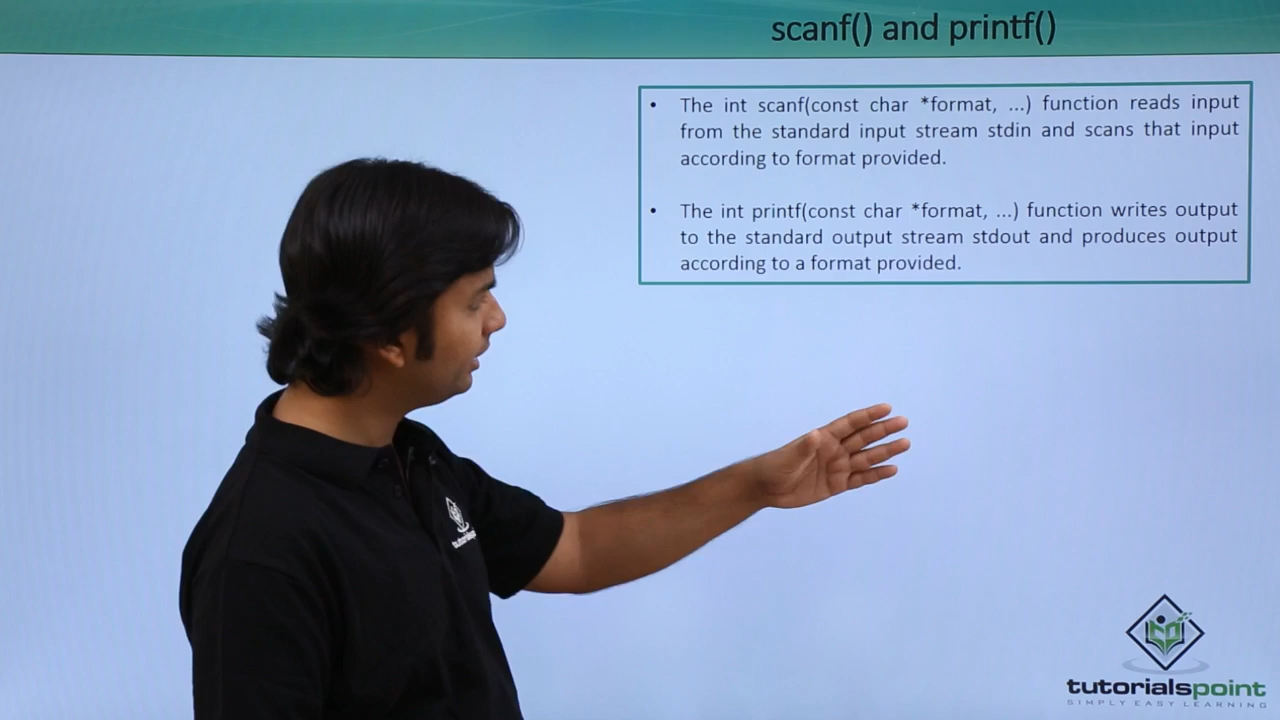 scanf() and printf()
• The int scanf(const char *format, ...) function reads input
from the standard input stream stdin and scans that input
according to format provided.
• The int printf(const char *format, ...) function writes output
to the standard output stream stdout and produces output
according to a format provided.
tutorialspoint
SIMPLY EASY LEARNING